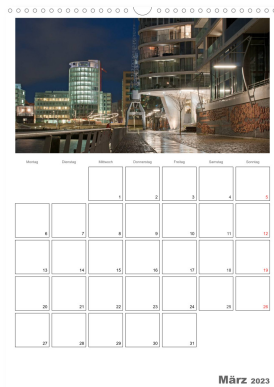 Montag Dienstag Mittwoch Donnerstag Freitag Samstag Sonntag
1 2 3 4 5
6 7 8 9 10 11 12
13 14 15 16 17 18 19
20 21 22 23 24 25 26
27 28 29 30 31
März 2023